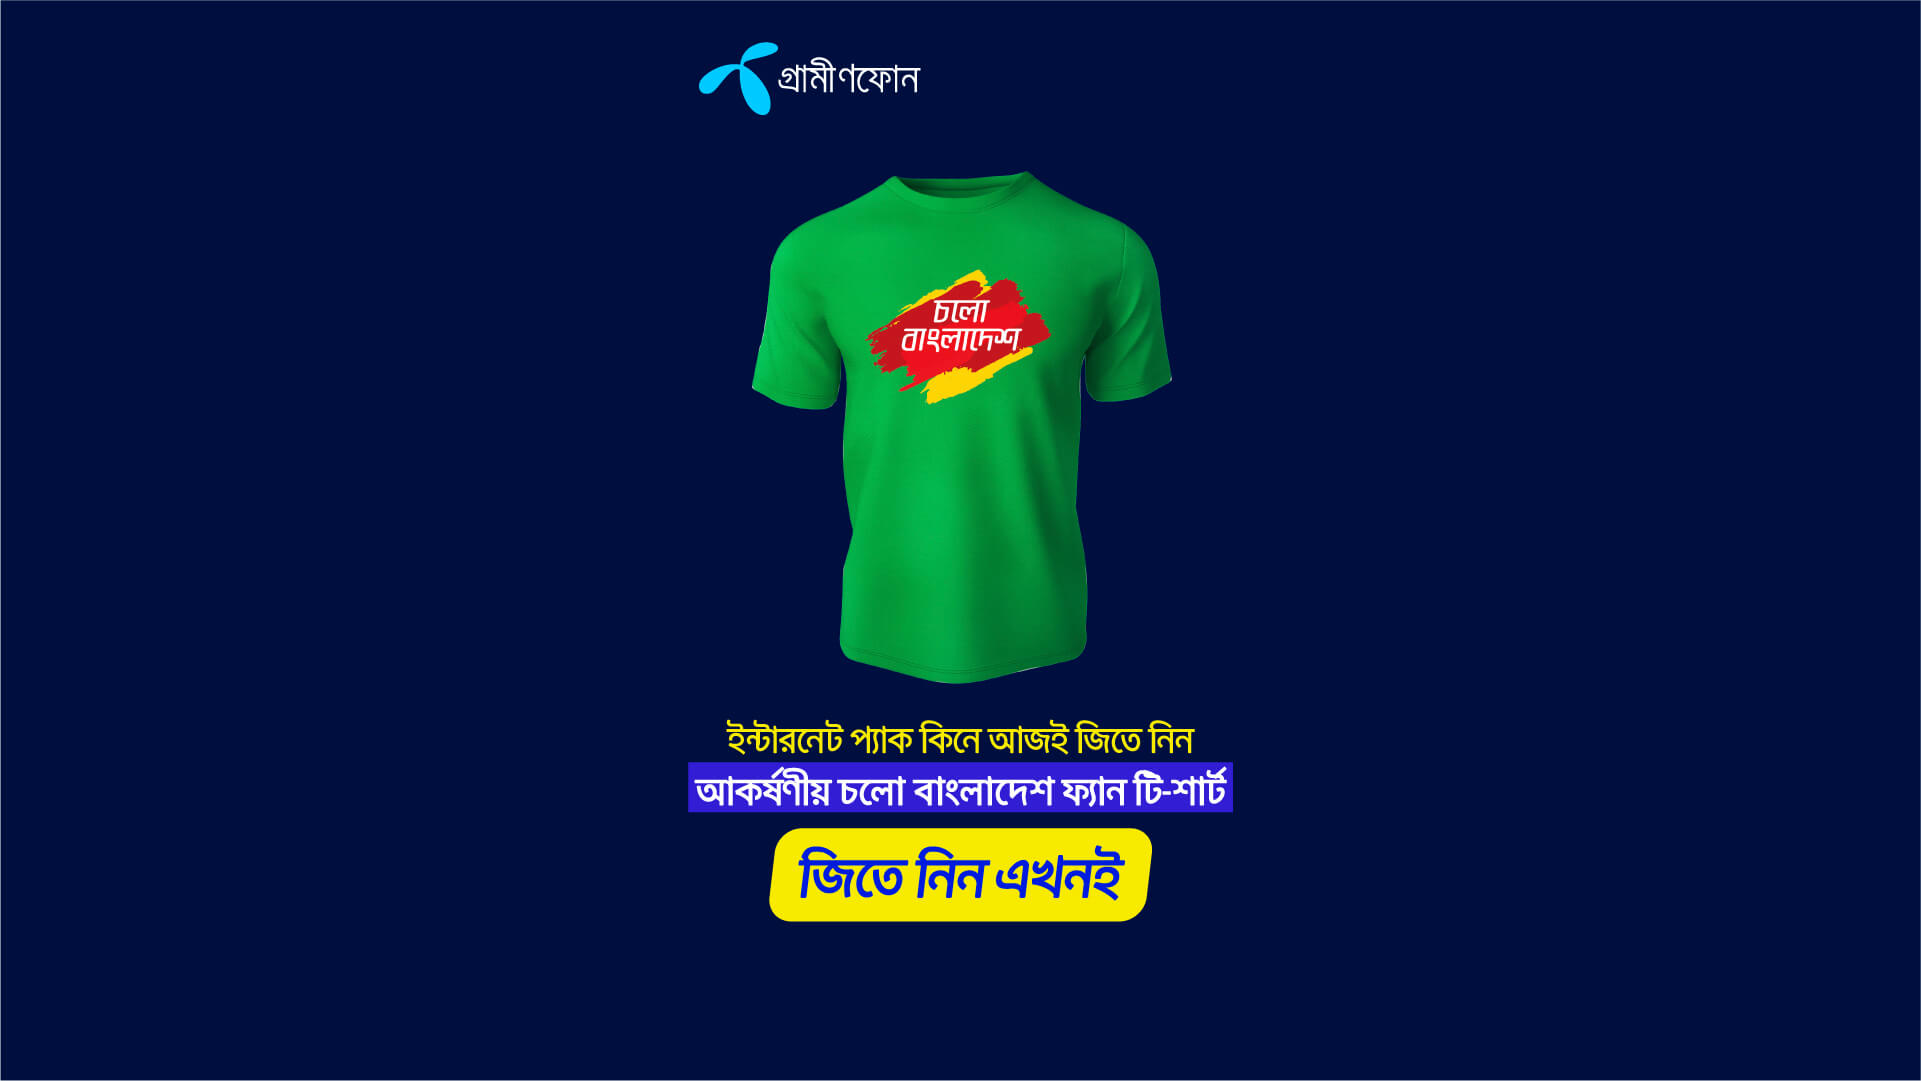 গ্রামীণফোন
চলো
বাংলাদেশ
ইন্টারনেট প্যাক কিনে আজই জিতে নিন
আকর্ষণীয় চলো বাংলাদেশ ফ্যান টি-শার্ট
জিতে নিন এখনই